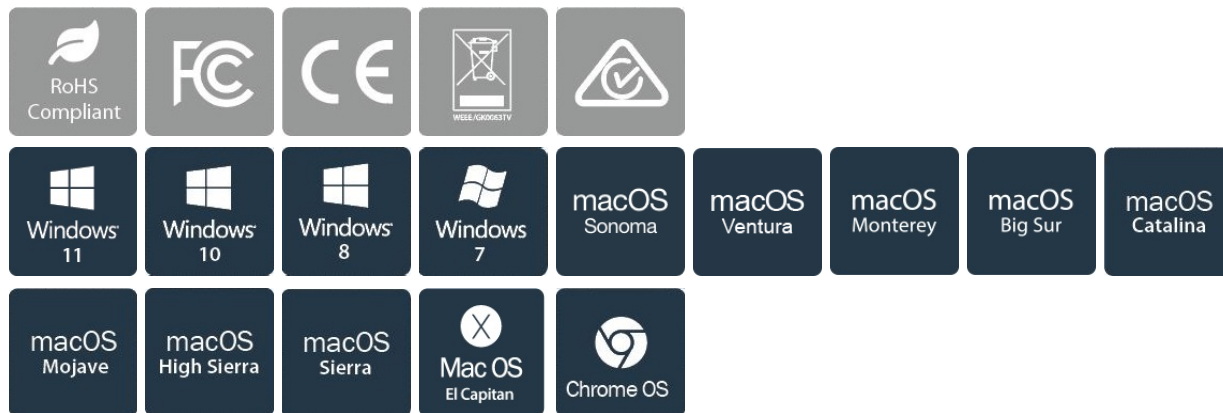 RoHS
Compliant
FC
CE
WEEE/GK0063TV
Windows
11
Windows
10
Windows
8
Windows
7
macOS
Sonoma
macOS
Ventura
macOS
Monterey
macOS
Big Sur
macOS
Catalina
macOS
Mojave
macOS
High Sierra
macOS
Sierra
X
Mac OS
El Capitan
Chrome OS